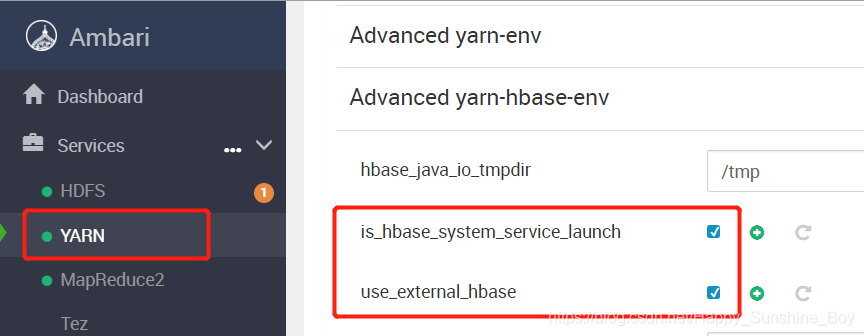 Ambari
Dashboard
Services
HDFS
1
YARN
MapReduce2
Tez
Advanced yarn-env
Advanced yarn-hbase-env
hbase_java_io_tmpdir
/tmp
is_hbase_system_service_launch
use_external_hbase
https://blog.csdn.net/Happy_Sunshine_Boy